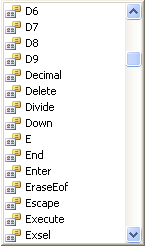 D6
D7
D8
D9
Decimal
Delete
Divide
Down
E
End
Enter
EraseEof
Escape
Execute
Exsel